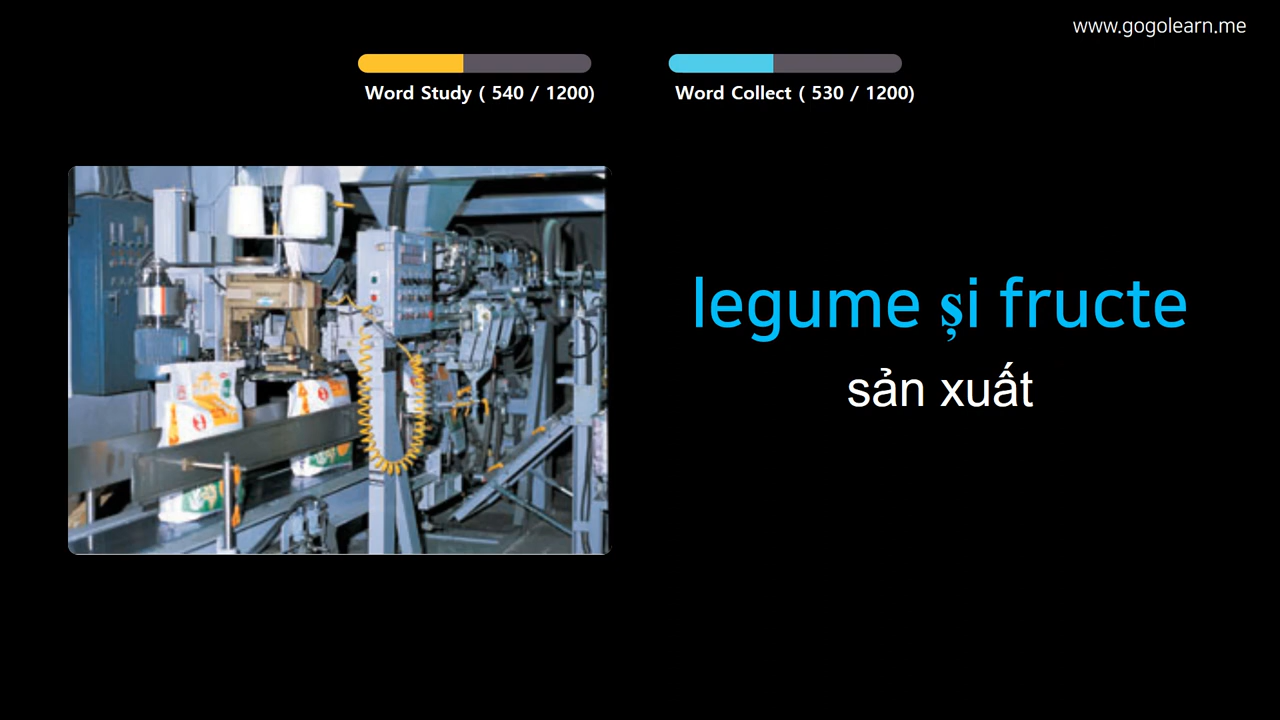 www.gogolearn.me
Word Study ( 540 / 1200)
Word Collect ( 530 / 1200)
legume și fructe
sản xuất